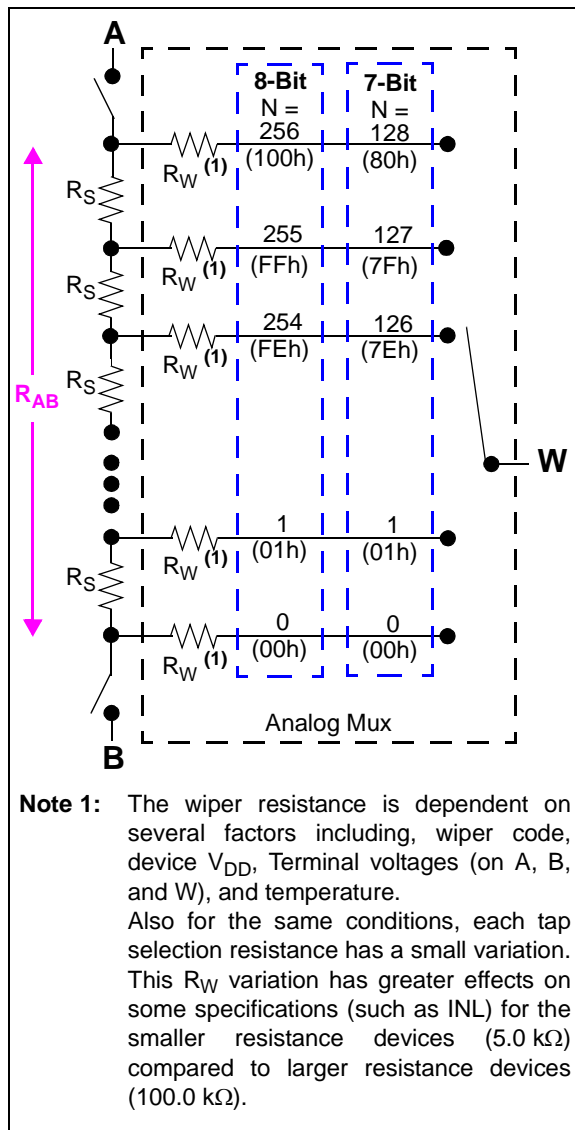 A
8-Bit
N =
7-Bit
N =
256
(100h)
128
(80h)
RW (1)
RS
255
(FFh)
127
(7Fh)
RW (1)
RS
254
(FEh)
126
(7Eh)
RW (1)
RS
RAB
W
1
(01h)
1
(01h)
RW (1)
RS
0
(00h)
0
(00h)
RW (1)
Analog Mux
B
Note 1: The wiper resistance is dependent on
several factors including, wiper code,
device VDD, Terminal voltages (on A, B,
and W), and temperature.
Also for the same conditions, each tap
selection resistance has a small variation.
This RW variation has greater effects on
some specifications (such as INL) for the
smaller resistance devices (5.0 kΩ)
compared to larger resistance devices
(100.0 kΩ).